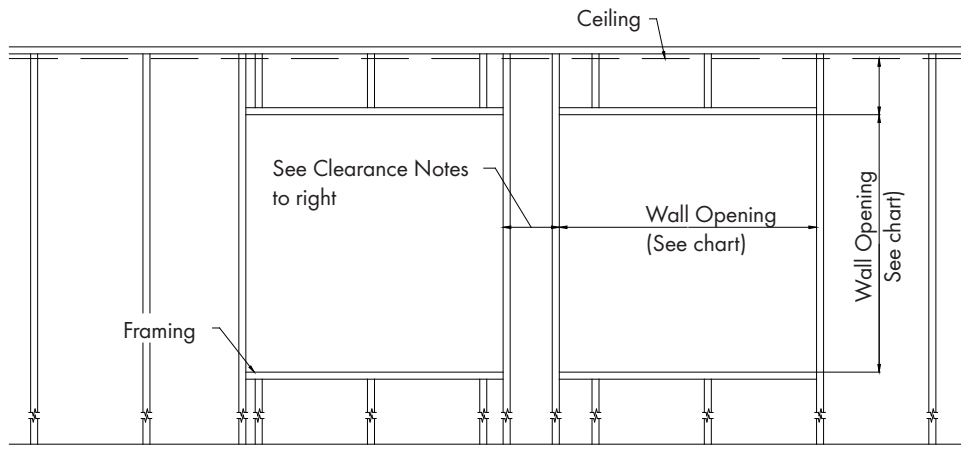 Ceiling
See Clearance Notes
to right
Wall Opening
(See chart)
Wall Opening
See chart)
Framing